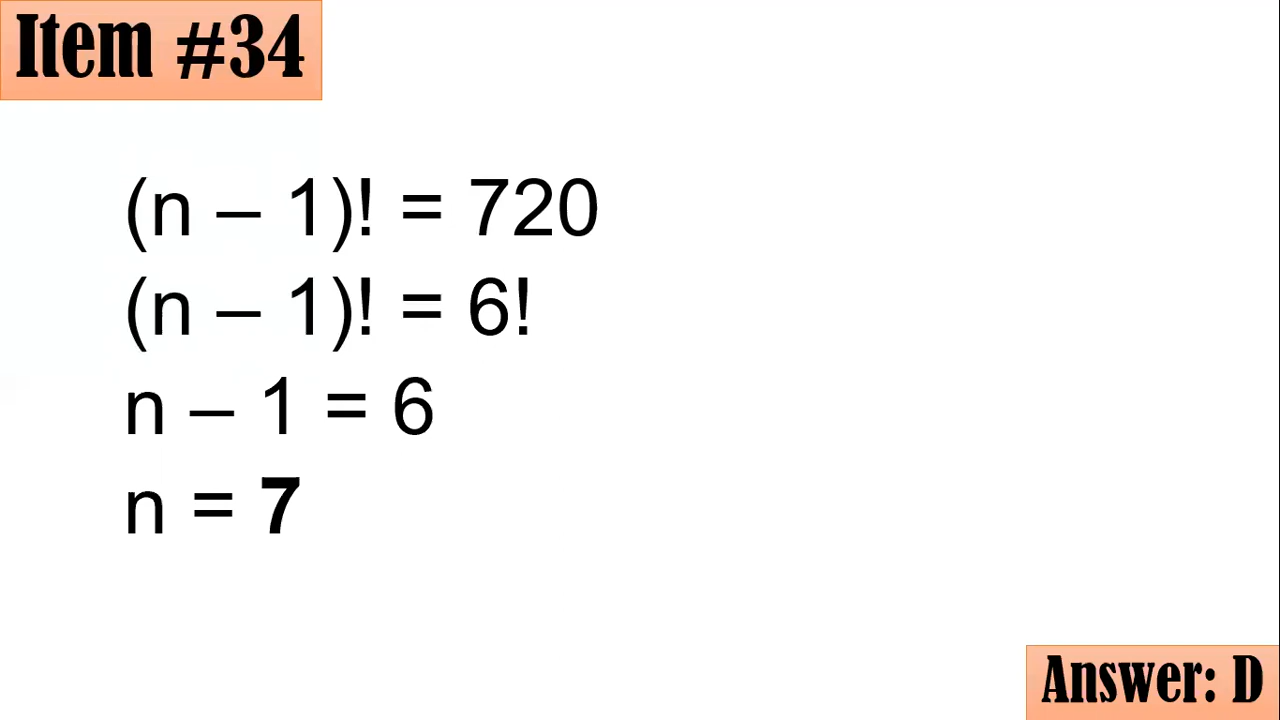 Item #34
(n – 1)! = 720
(n – 1)! = 6!
n – 1 = 6
n = 7
Answer: D